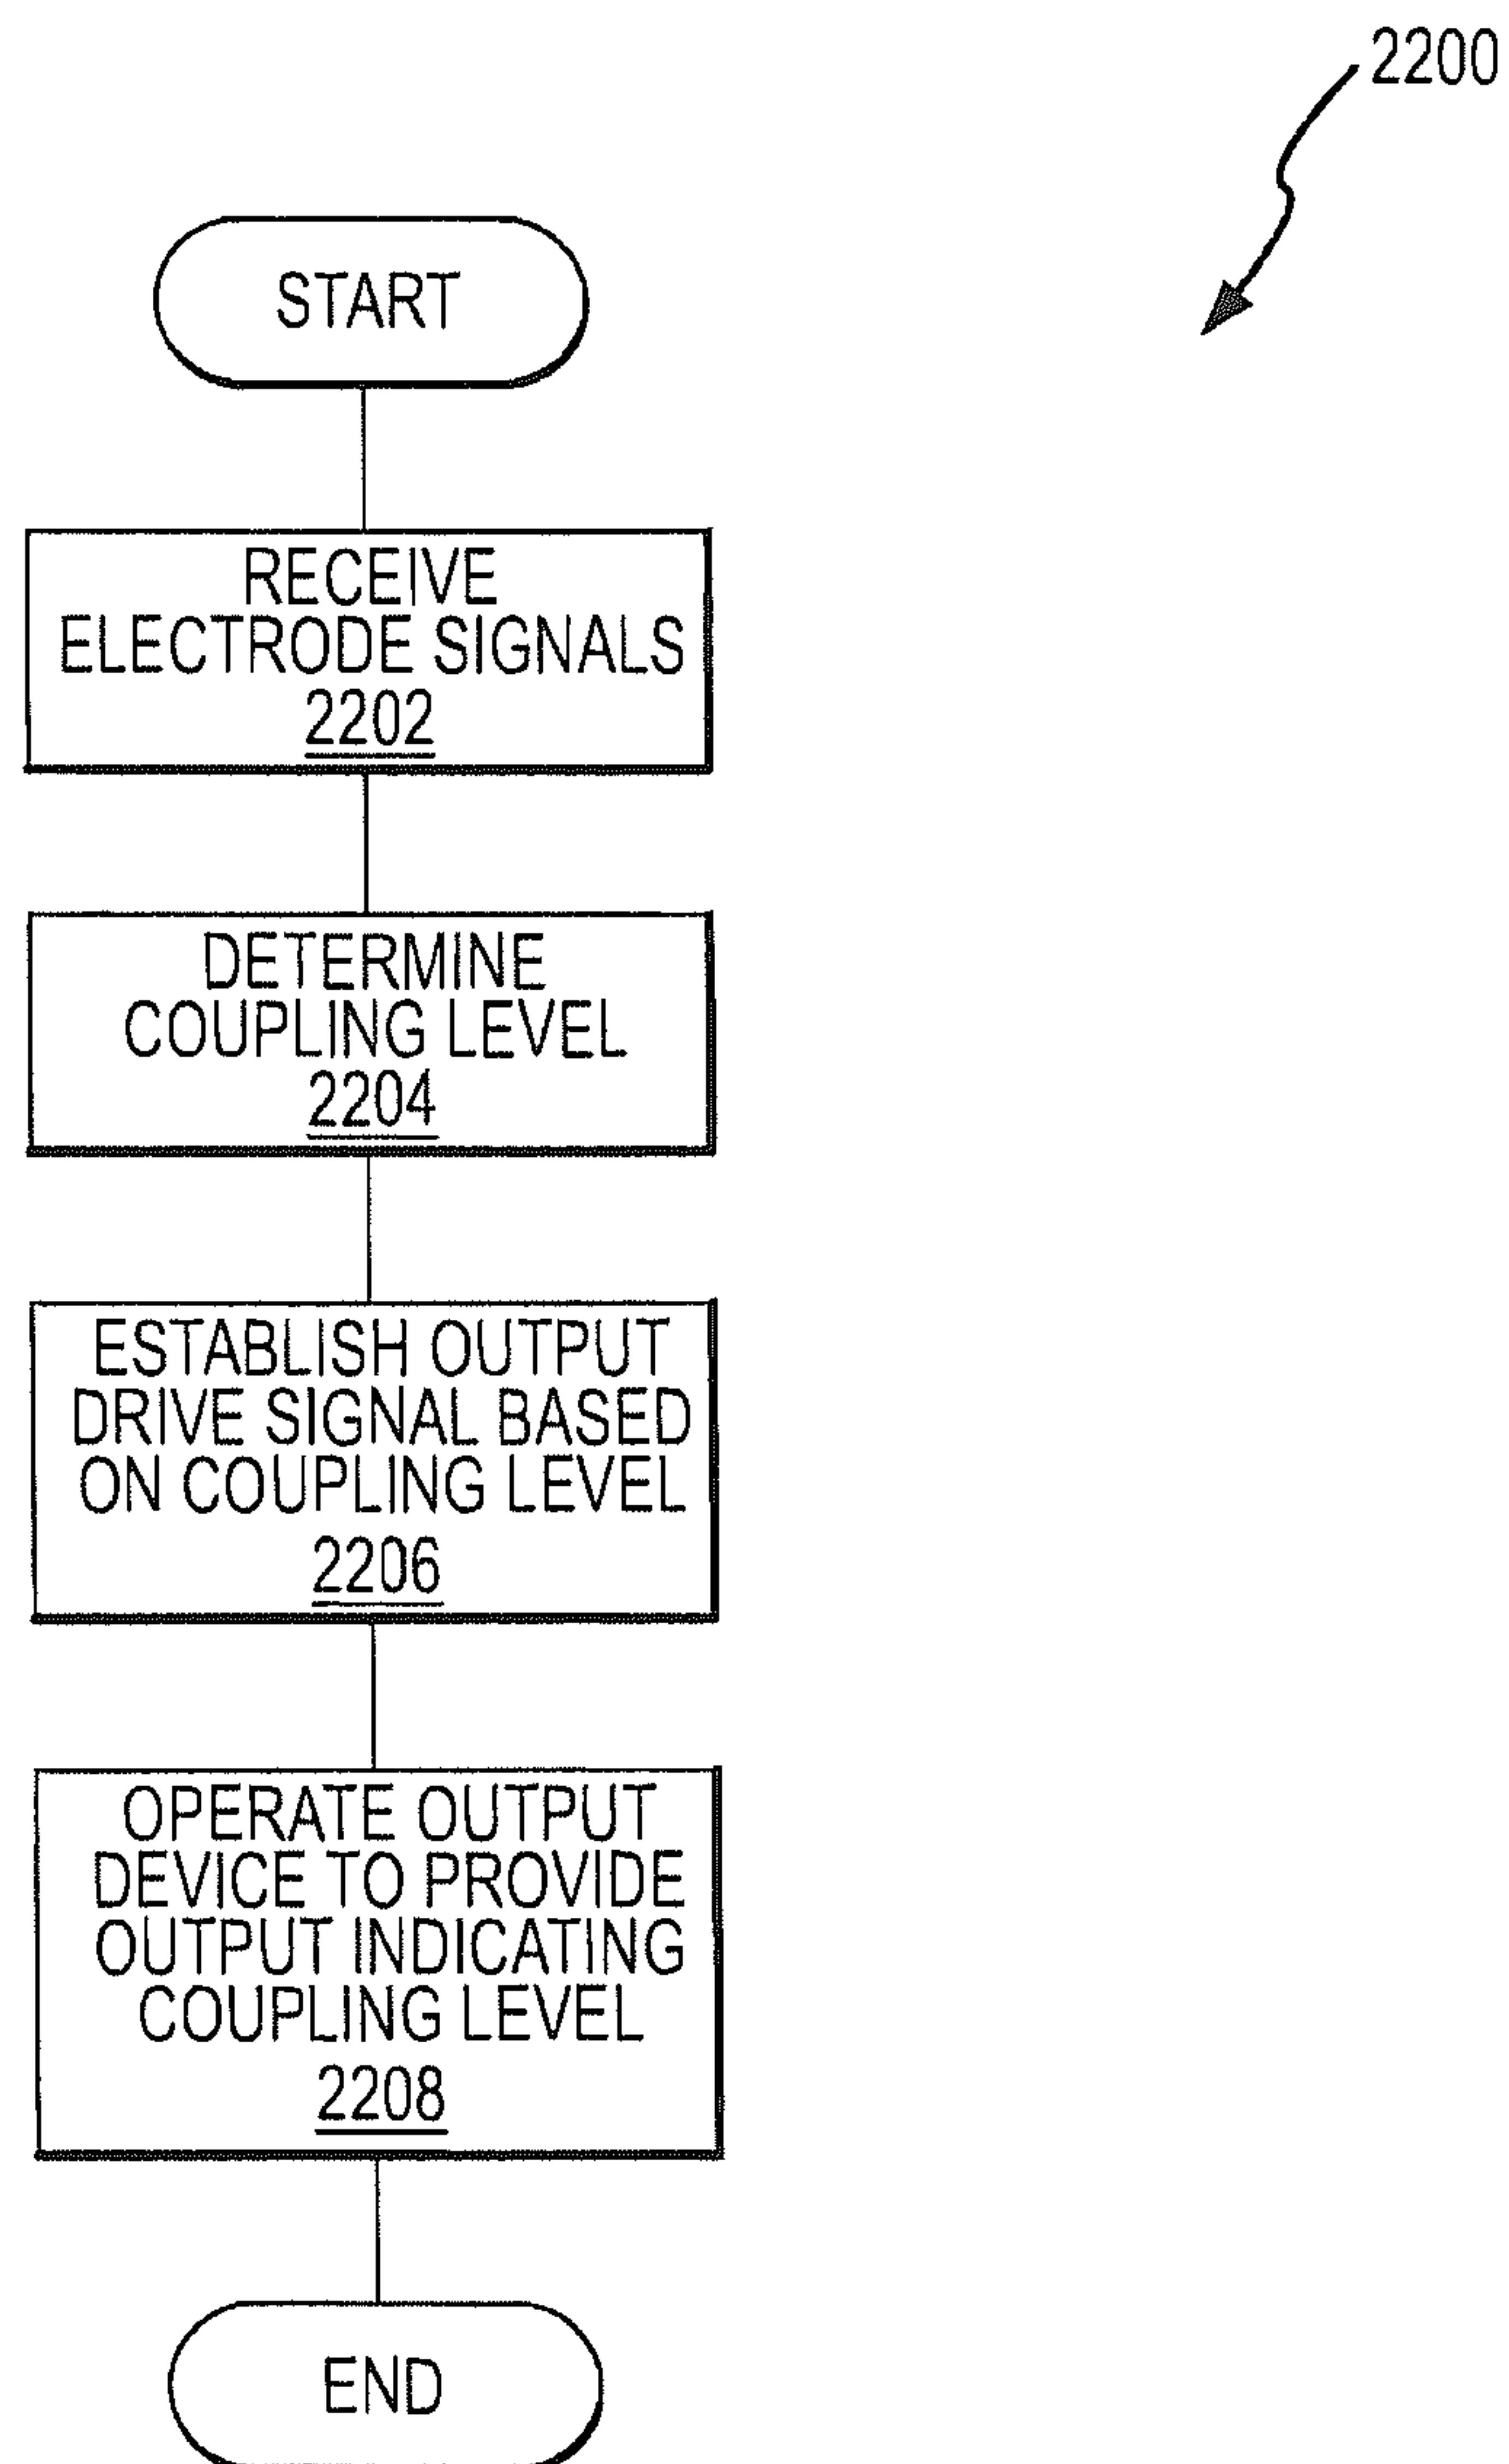 2200
START
RECEIVE
ELECTRODE SIGNALS
2202
DETERMINE
COUPLING LEVEL
2204
ESTABLISH OUTPUT
DRIVE SIGNAL BASED
ON COUPLING LEVEL
2206
OPERATE OUTPUT
DEVICE TO PROVIDE
OUTPUT INDICATING
COUPLING LEVEL
2208
END